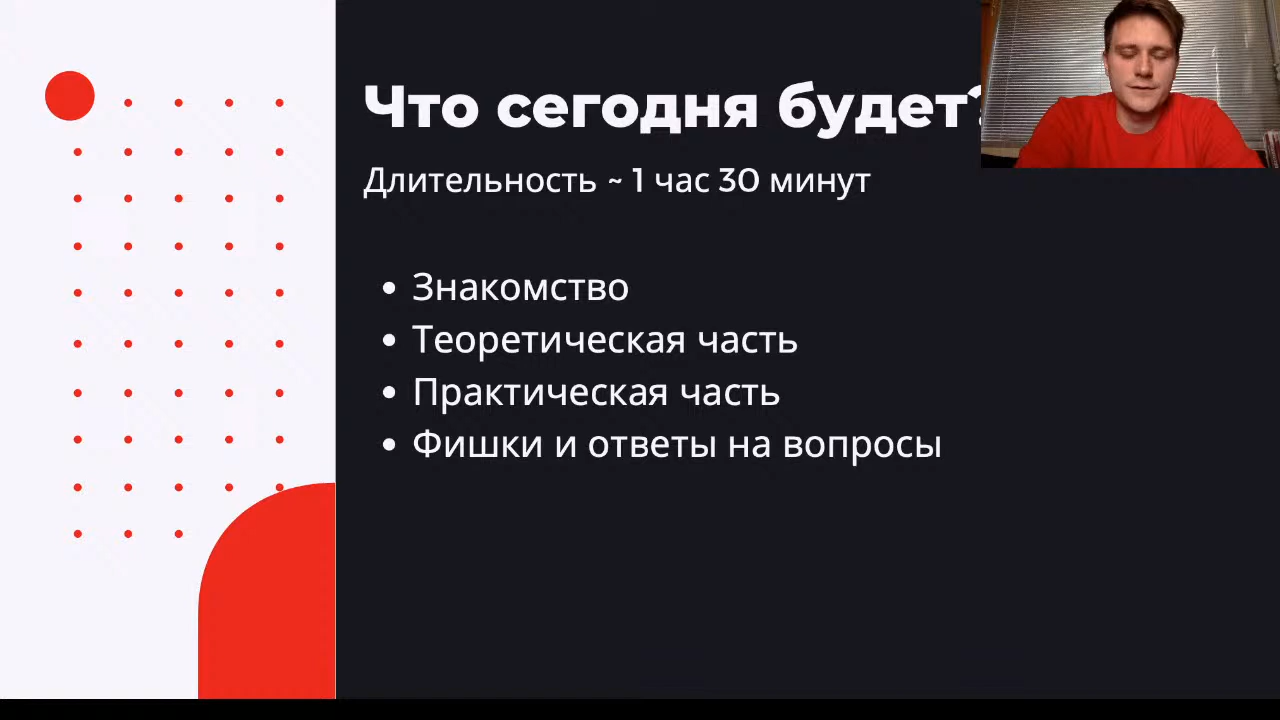 Что сегодня будет?
Длительность ~ 1 час 30 минут
• Знакомство
• Теоретическая часть
• Практическая часть
• Фишки и ответы на вопросы